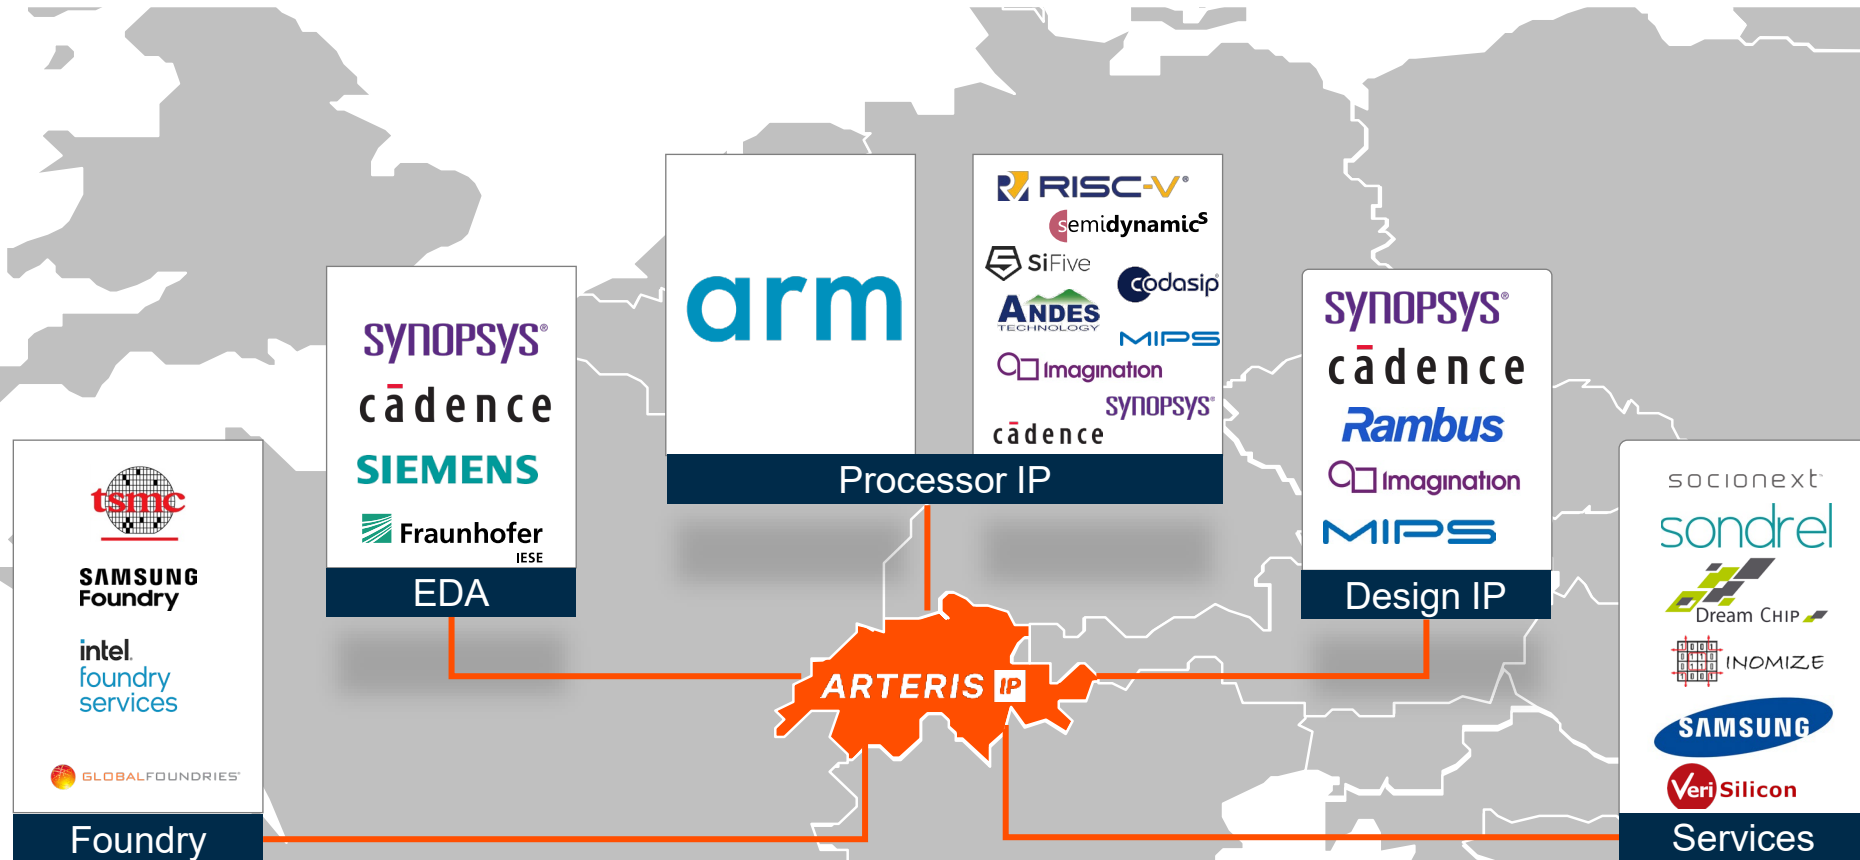 tsmc
SAMSUNG
Foundry
intel.
foundry
services
GLOBALFOUNDRIES
Foundry
SYNOPSYS®
cādence
SIEMENS
Fraunhofer
IESE
EDA
arm
RISC-V®
semidynamics
SiFive
codasip
ANDES
TECHNOLOGY
MIPS
Imagination
SYNOPSYS®
cādence
Processor IP
SYNOPSYS®
cādence
Rambus
Imagination
MIPS
Design IP
socionext
sondrel
Dream CHIP
INOMIZE
SAMSUNG
VeriSilicon
Services
ARTERIS IP